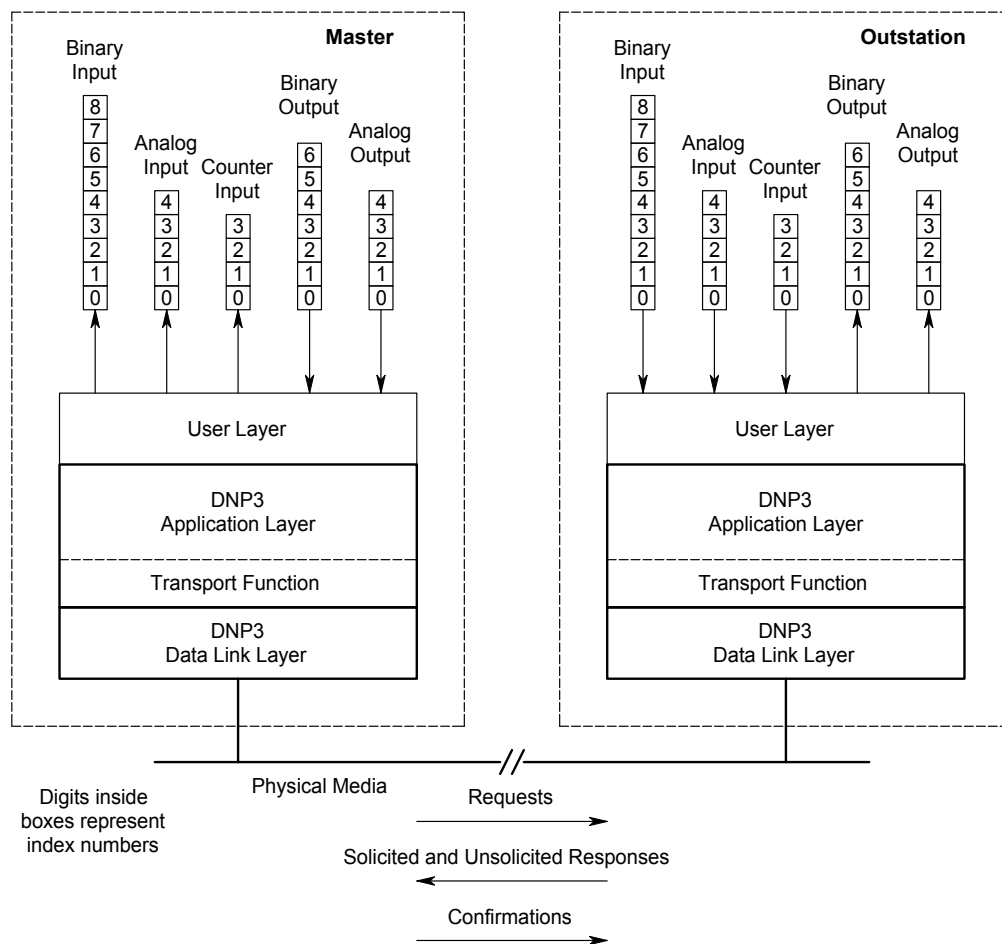 Master
Binary
Input
8
7
6
5
4
3
2
1
0
Analog
Input
4
3
2
1
0
Counter
Input
3
2
1
0
Binary
Output
6
5
4
3
2
1
0
Analog
Output
4
3
2
1
0
User Layer
DNP3
Application Layer
Transport Function
DNP3
Data Link Layer
Outstation
Binary
Input
8
7
6
5
4
3
2
1
0
Analog
Input
4
3
2
1
0
Counter
Input
3
2
1
0
Binary
Output
6
5
4
3
2
1
0
Analog
Output
4
3
2
1
0
User Layer
DNP3
Application Layer
Transport Function
DNP3
Data Link Layer
Physical Media
Digits inside
boxes represent
index numbers
Requests
Solicited and Unsolicited Responses
Confirmations